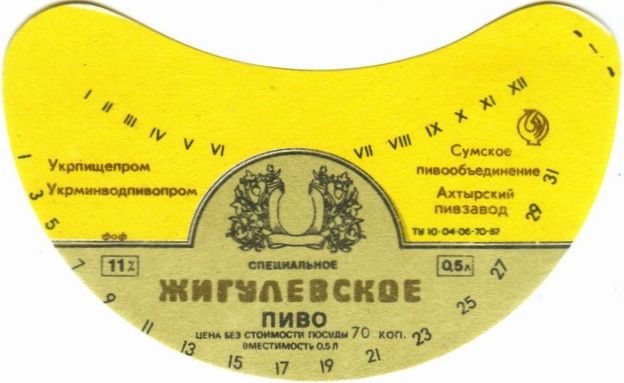 I II III IV V VI VII VIII IX X XI XII
Укрпищепром
Укрминводпивопром
фоф
Сумское
пивообъединение
Ахтырский
пивзавод
ТУ 10-04-06-70-87
11%
0,5л
СПЕЦИАЛЬНОЕ
ЖИГУЛЕВСКОЕ
ПИВО
ЦЕНА БЕЗ СТОИМОСТИ ПОСУДЫ 70 КОП.
ВМЕСТИМОСТЬ 0,5 Л
1 3 5 7 9 11 13 15 17 19 21 23 25 27 29 31